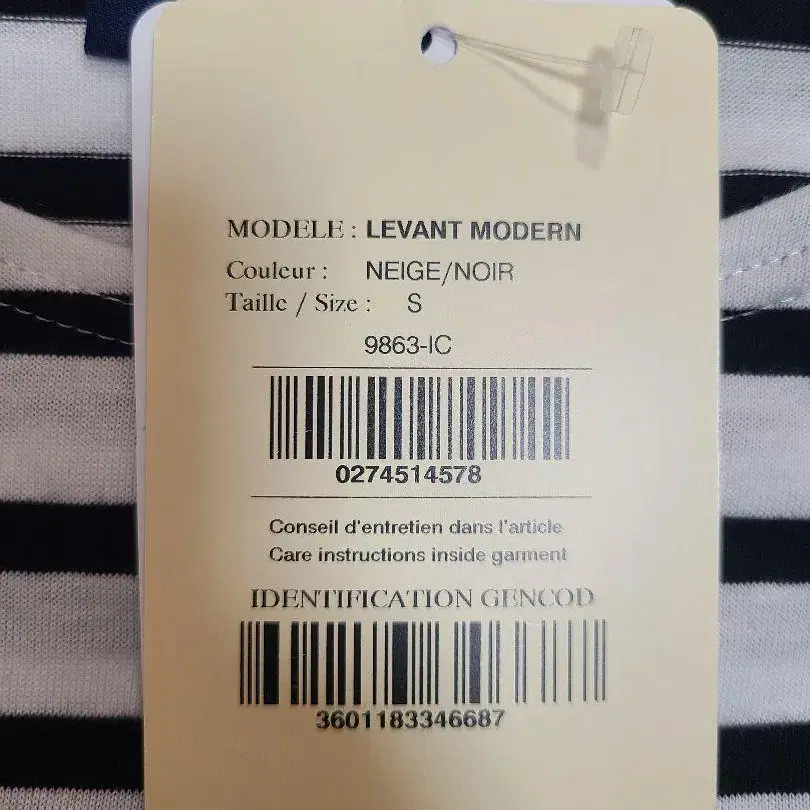 MODELE : LEVANT MODERN
Couleur : NEIGE/NOIR
Taille / Size : S
9863-IC
0274514578
Conseil d'entretien dans l'article
Care instructions inside garment
IDENTIFICATION GENCOD
3601183346687